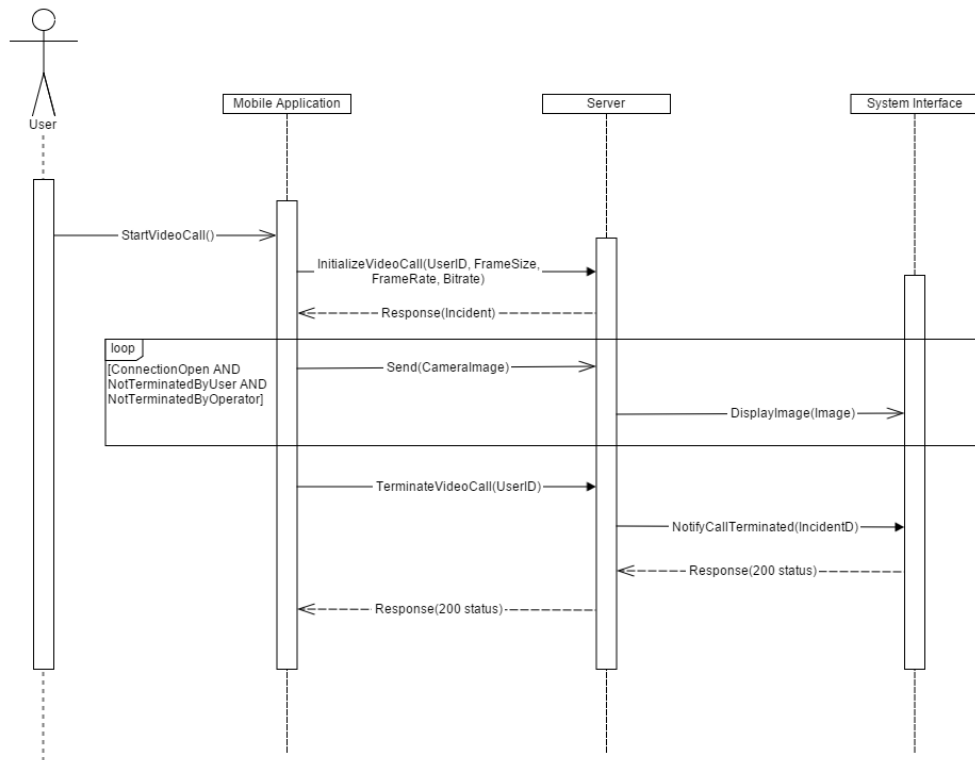 Mobile Application
Server
System Interface
User
StartVideoCall()
InitializeVideoCall(UserID, FrameSize,
FrameRate, Bitrate)
Response(Incident)
loop
[ConnectionOpen AND
NotTerminatedByUser AND
NotTerminatedByOperator]
Send(CameraImage)
DisplayImage(Image)
TerminateVideoCall(UserID)
NotifyCallTerminated(IncidentD)
Response(200 status)
Response(200 status)